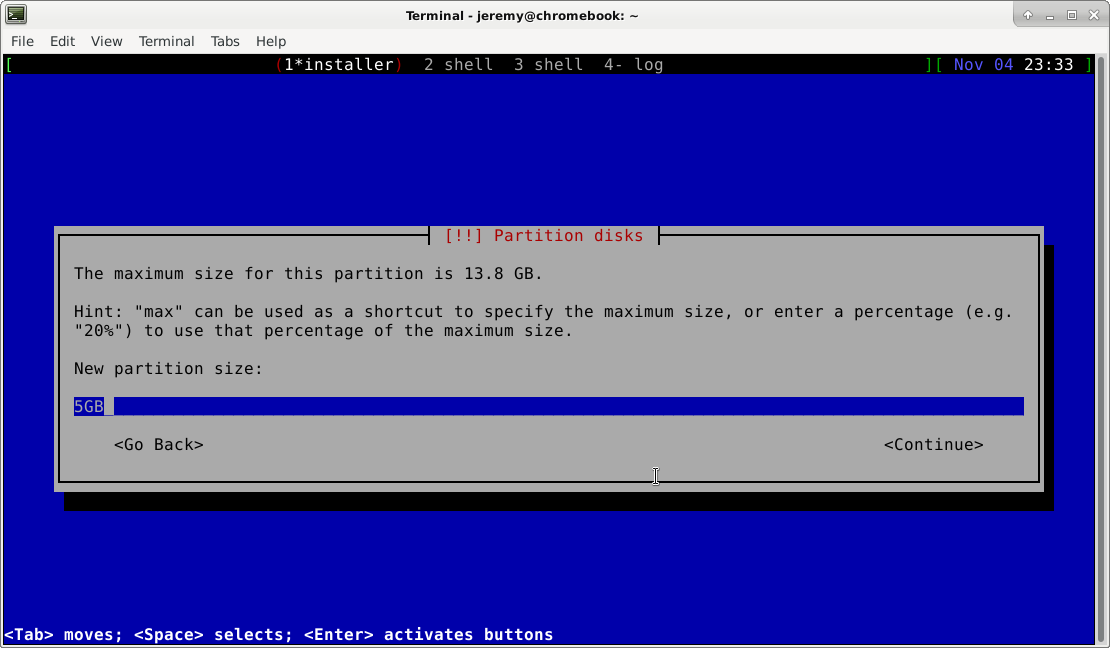 Terminal - jeremy@chromebook: ~
File Edit View Terminal Tabs Help
[ (1*installer) 2 shell 3 shell 4- log ][ Nov 04 23:33 ]
[!!] Partition disks
The maximum size for this partition is 13.8 GB.
Hint: "max" can be used as a shortcut to specify the maximum size, or enter a percentage (e.g.
"20%") to use that percentage of the maximum size.
New partition size:
5GB
<Go Back> <Continue>
<Tab> moves; <Space> selects; <Enter> activates buttons